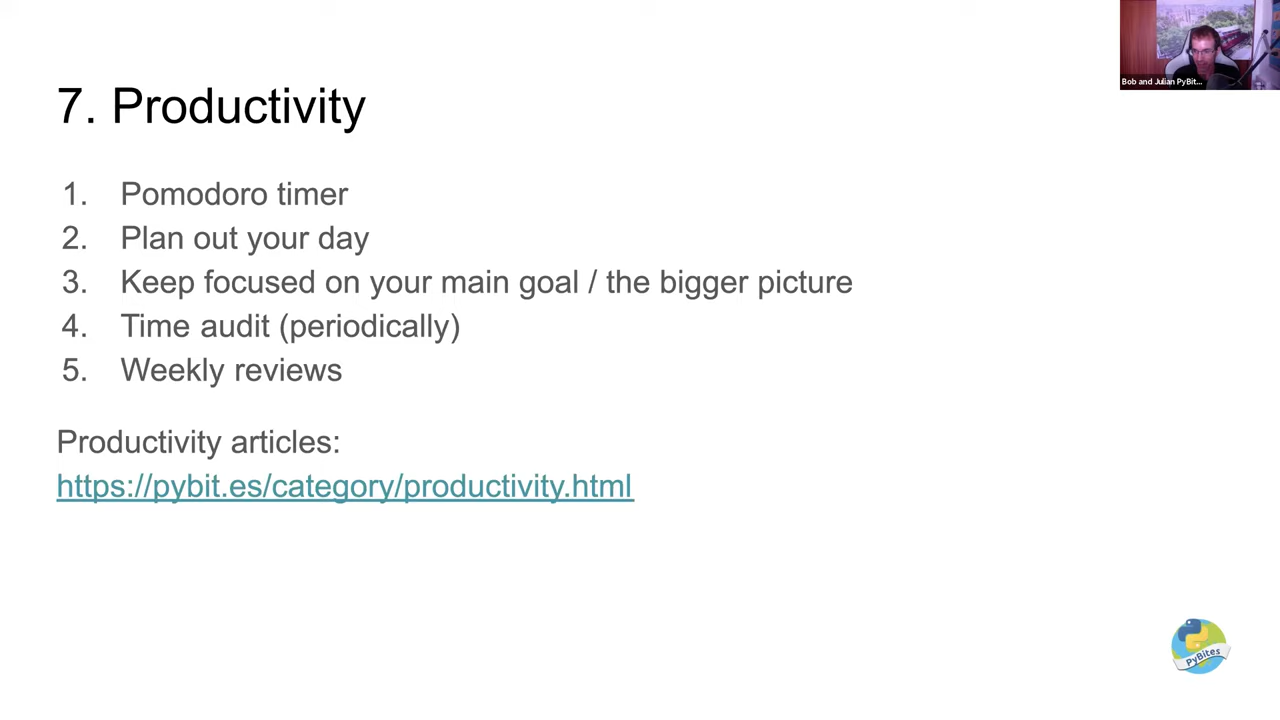 Bob and Julian PyBit...
7. Productivity
1. Pomodoro timer
2. Plan out your day
3. Keep focused on your main goal / the bigger picture
4. Time audit (periodically)
5. Weekly reviews
Productivity articles:
https://pybit.es/category/productivity.html
PyBites